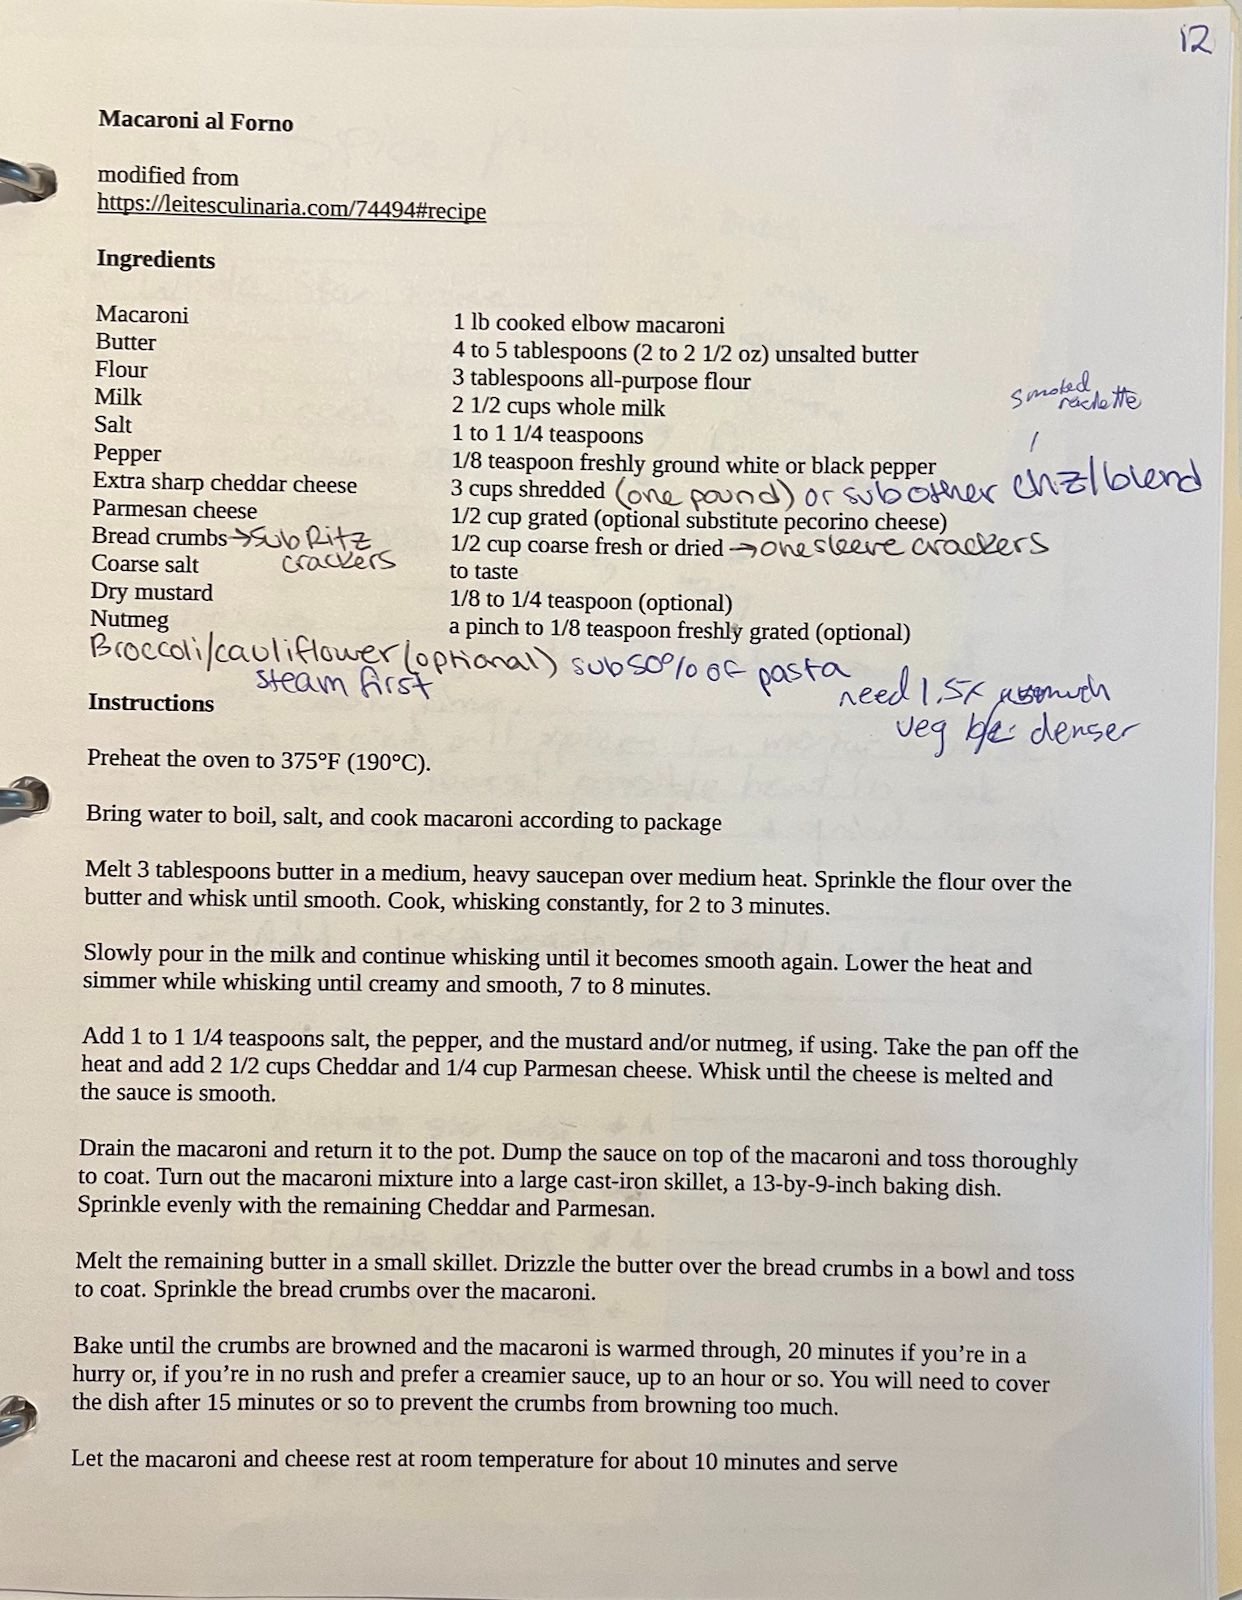 12
Macaroni al Forno
modified from
https://leitesculinaria.com/74494#recipe
Ingredients
Macaroni 1 lb cooked elbow macaroni
Butter 4 to 5 tablespoons (2 to 2 1/2 oz) unsalted butter
Flour 3 tablespoons all-purpose flour
smoked
raclette
Milk 2 1/2 cups whole milk
Salt 1 to 1 1/4 teaspoons
Pepper 1/8 teaspoon freshly ground white or black pepper
Extra sharp cheddar cheese 3 cups shredded (one pound) or sub other chz/blend
Parmesan cheese 1/2 cup grated (optional substitute pecorino cheese)
Bread crumbs → sub Ritz crackers 1/2 cup coarse fresh or dried → one sleeve crackers
Coarse salt to taste
Dry mustard 1/8 to 1/4 teaspoon (optional)
Nutmeg a pinch to 1/8 teaspoon freshly grated (optional)
Broccoli/cauliflower (optional) sub 50% of pasta
steam first need 1.5x as much
veg b/c denser
Instructions
Preheat the oven to 375°F (190°C).
Bring water to boil, salt, and cook macaroni according to package
Melt 3 tablespoons butter in a medium, heavy saucepan over medium heat. Sprinkle the flour over the
butter and whisk until smooth. Cook, whisking constantly, for 2 to 3 minutes.
Slowly pour in the milk and continue whisking until it becomes smooth again. Lower the heat and
simmer while whisking until creamy and smooth, 7 to 8 minutes.
Add 1 to 1 1/4 teaspoons salt, the pepper, and the mustard and/or nutmeg, if using. Take the pan off the
heat and add 2 1/2 cups Cheddar and 1/4 cup Parmesan cheese. Whisk until the cheese is melted and
the sauce is smooth.
Drain the macaroni and return it to the pot. Dump the sauce on top of the macaroni and toss thoroughly
to coat. Turn out the macaroni mixture into a large cast-iron skillet, a 13-by-9-inch baking dish.
Sprinkle evenly with the remaining Cheddar and Parmesan.
Melt the remaining butter in a small skillet. Drizzle the butter over the bread crumbs in a bowl and toss
to coat. Sprinkle the bread crumbs over the macaroni.
Bake until the crumbs are browned and the macaroni is warmed through, 20 minutes if you're in a
hurry or, if you're in no rush and prefer a creamier sauce, up to an hour or so. You will need to cover
the dish after 15 minutes or so to prevent the crumbs from browning too much.
Let the macaroni and cheese rest at room temperature for about 10 minutes and serve